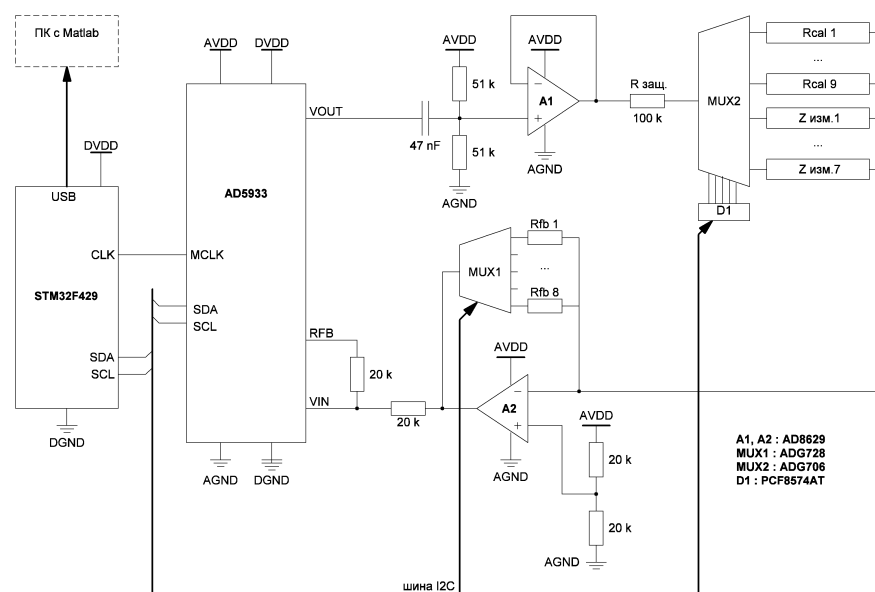 ПК с Matlab
AVDD
DVDD
AVDD
AVDD
Rcal 1
...
Rcal 9
Z изм.1
...
Z изм.7
MUX2
R защ.
100 k
A1
51 k
VOUT
47 nF
51 k
AGND
AGND
DVDD
USB
AD5933
D1
CLK
MCLK
STM32F429
SDA
SCL
SDA
SCL
DGND
Rfb 1
MUX1
...
Rfb 8
RFB
20 k
VIN
20 k
AVDD
A2
AGND
AVDD
20 k
20 k
AGND
AGND
DGND
A1, A2 : AD8629
MUX1 : ADG728
MUX2 : ADG706
D1 : PCF8574AT
шина I2C